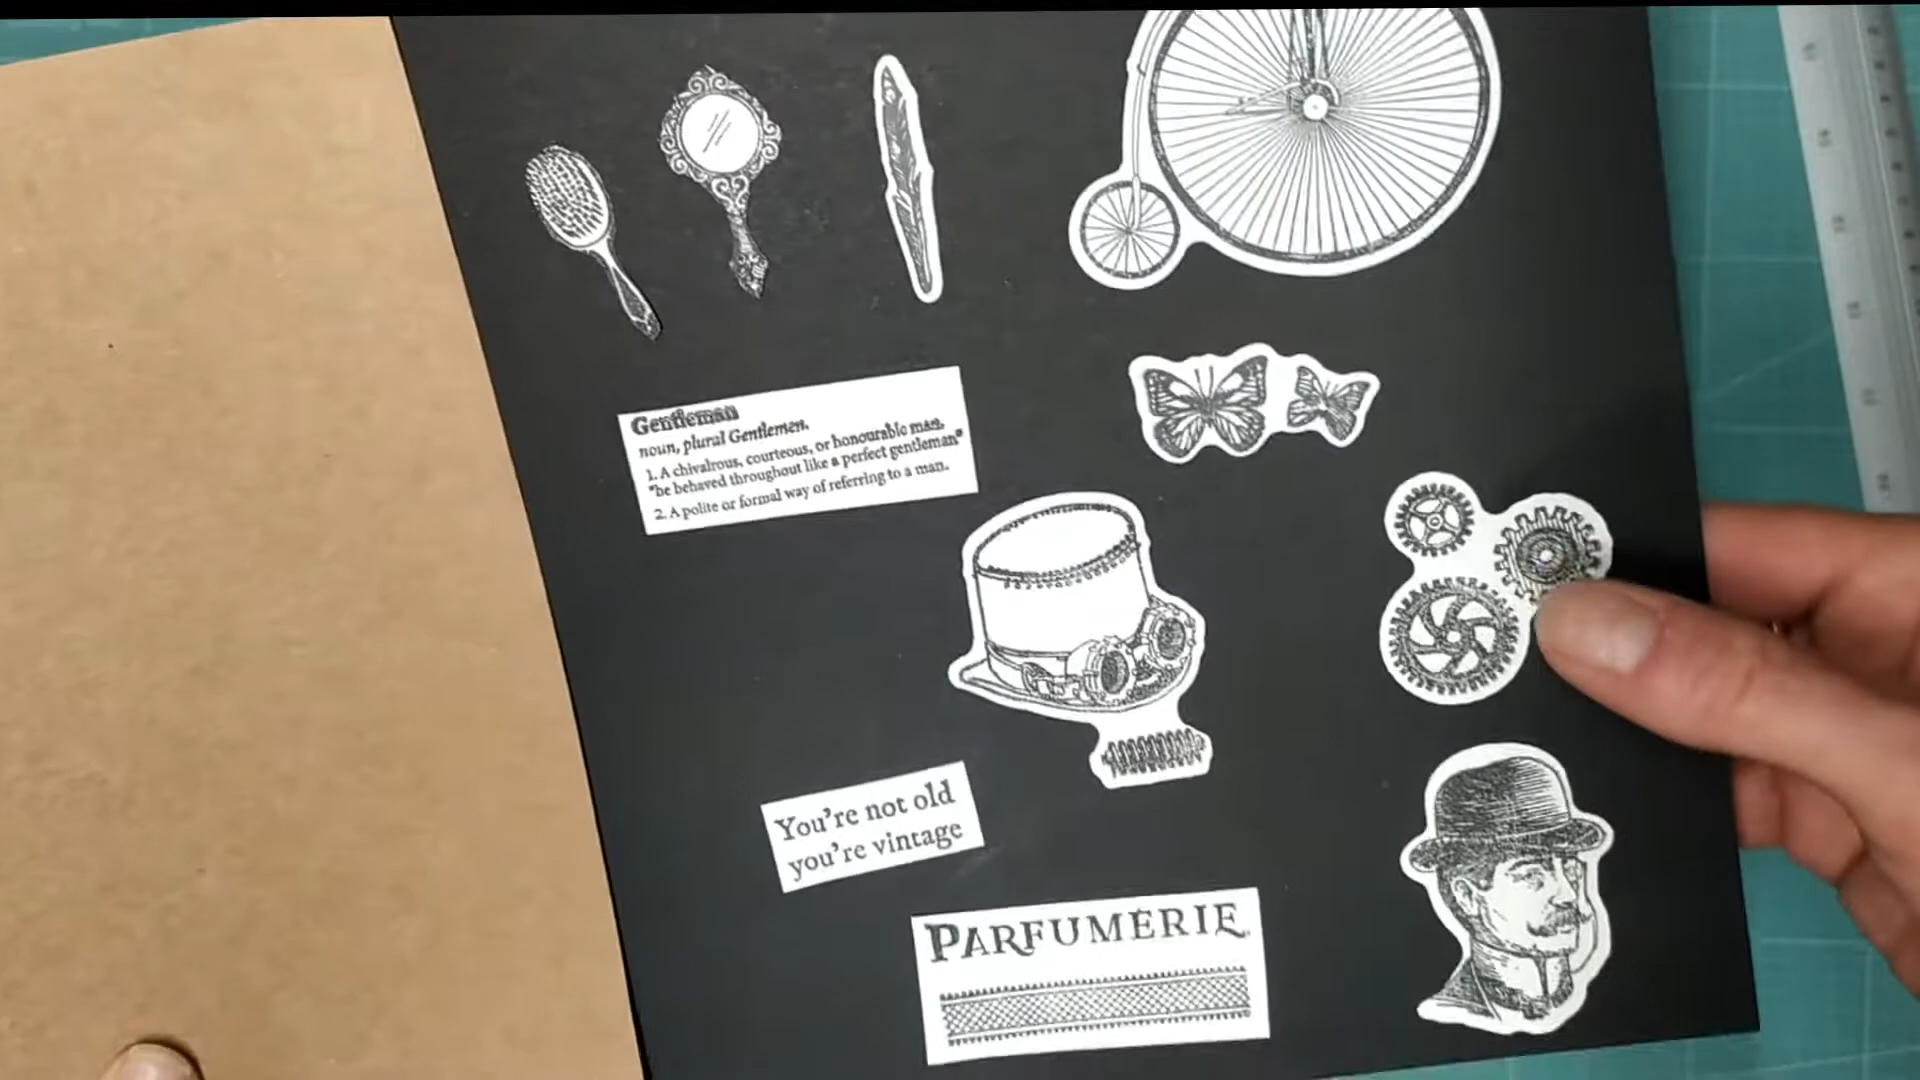 Gentleman
noun, plural Gentlemen.
1. A chivalrous, courteous, or honourable man.
"be behaved throughout like a perfect gentleman"
2. A polite or formal way of referring to a man.
You're not old
you're vintage
PARFUMERIE